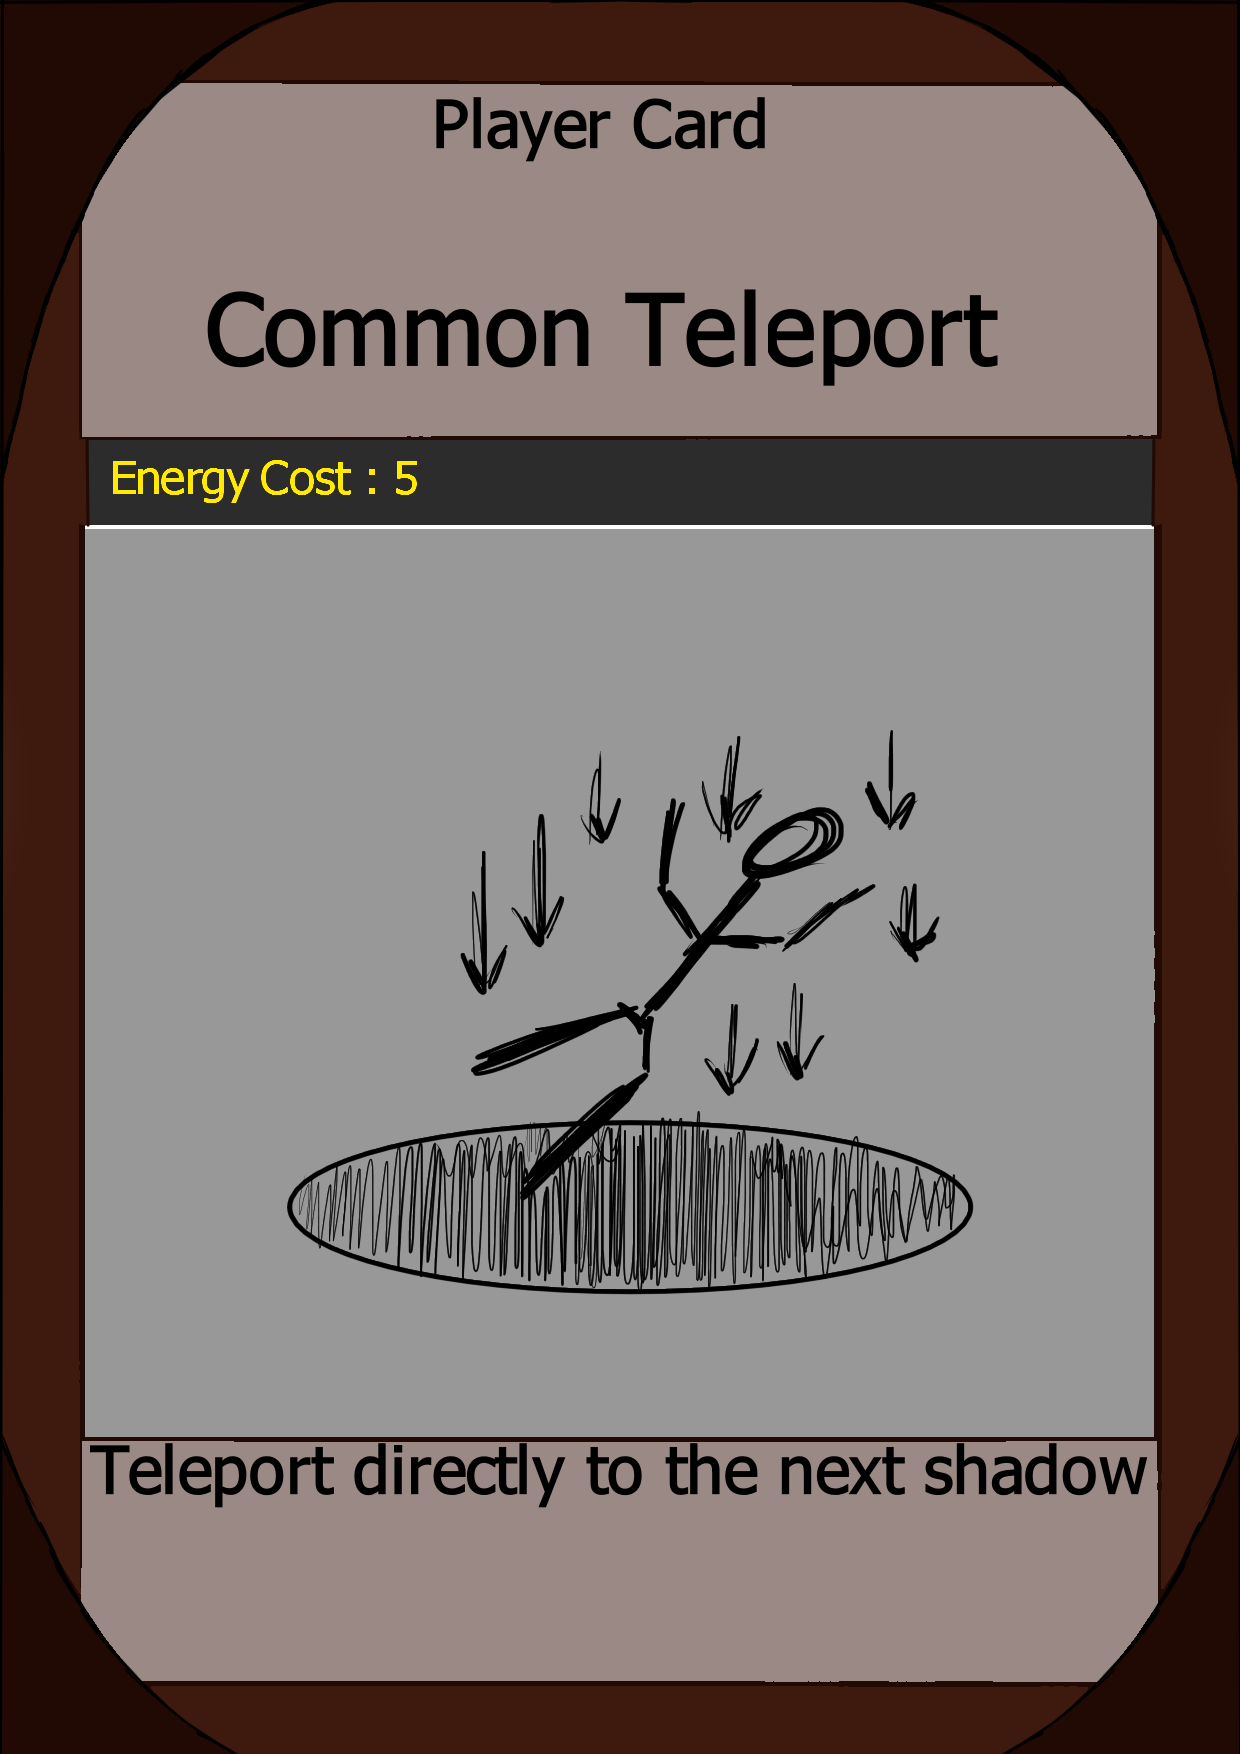 Player Card
Common Teleport
Energy Cost : 5
Teleport directly to the next shadow